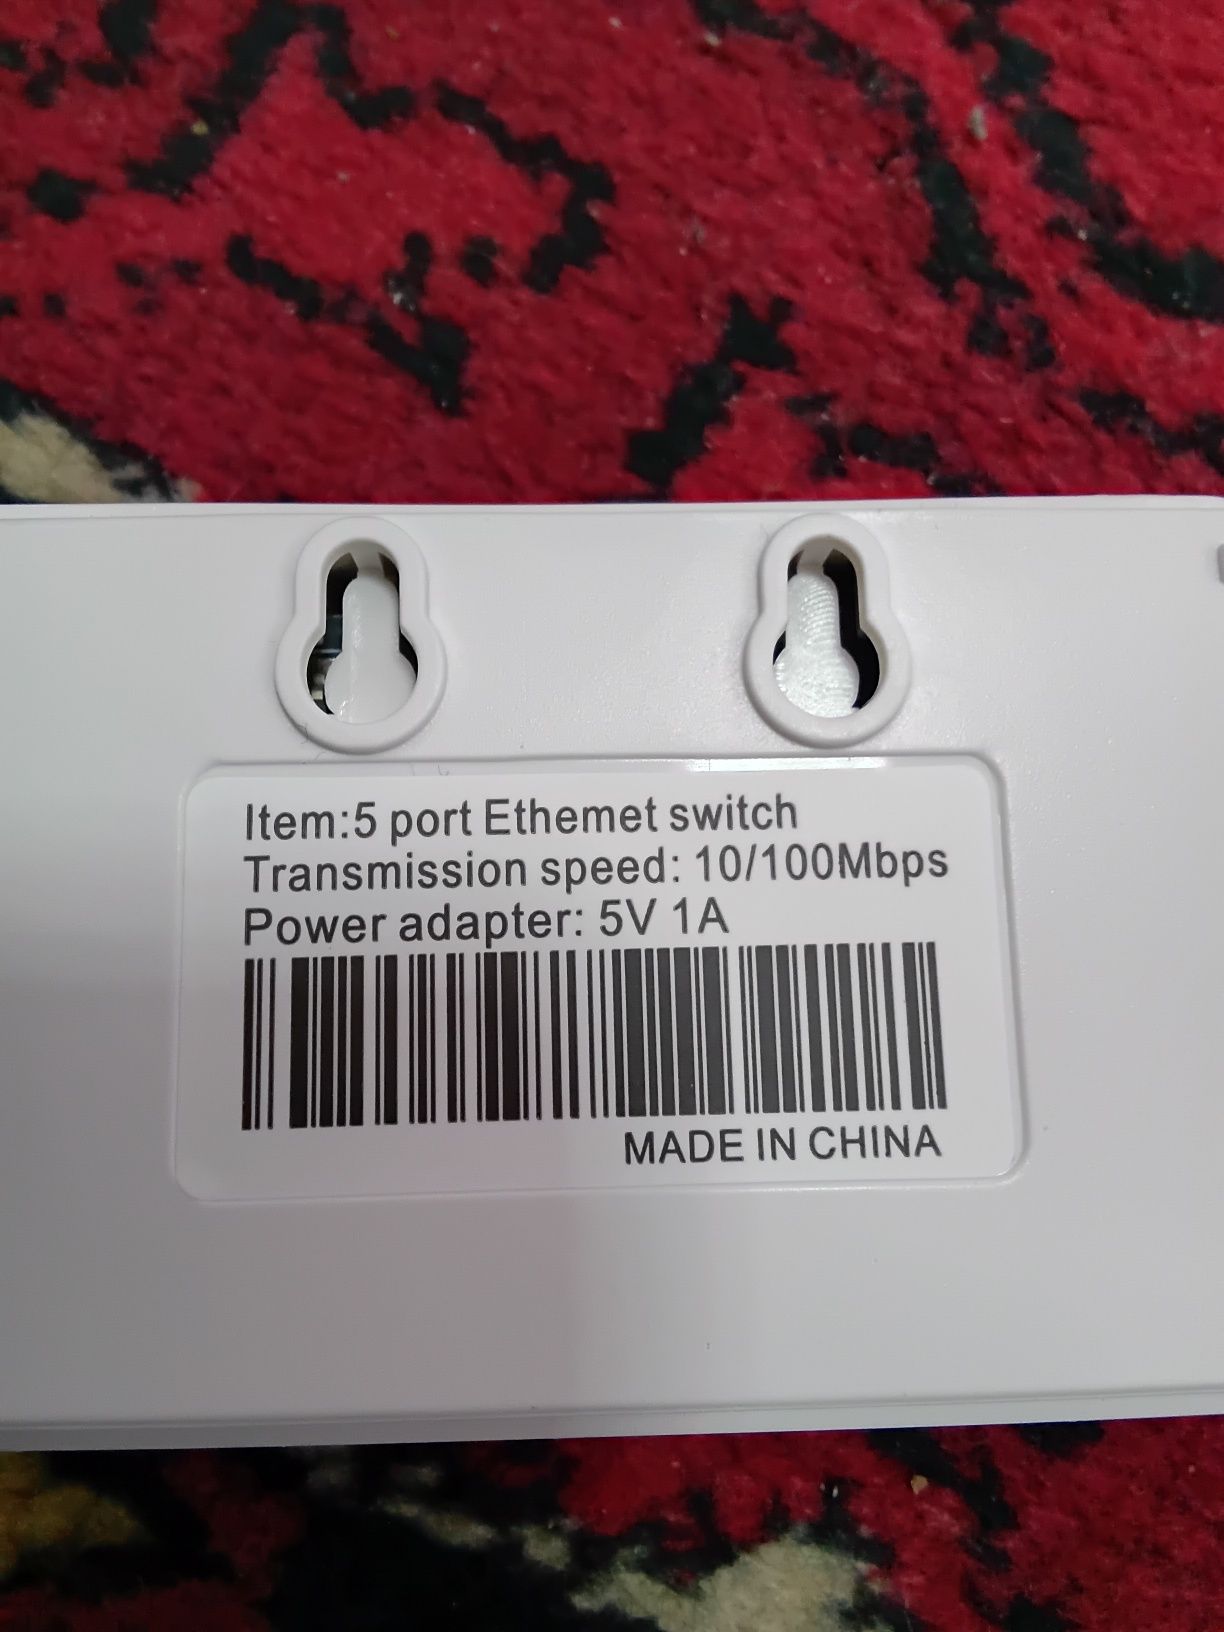 Item:5 port Ethemet switch
Transmission speed: 10/100Mbps
Power adapter: 5V 1A
MADE IN CHINA